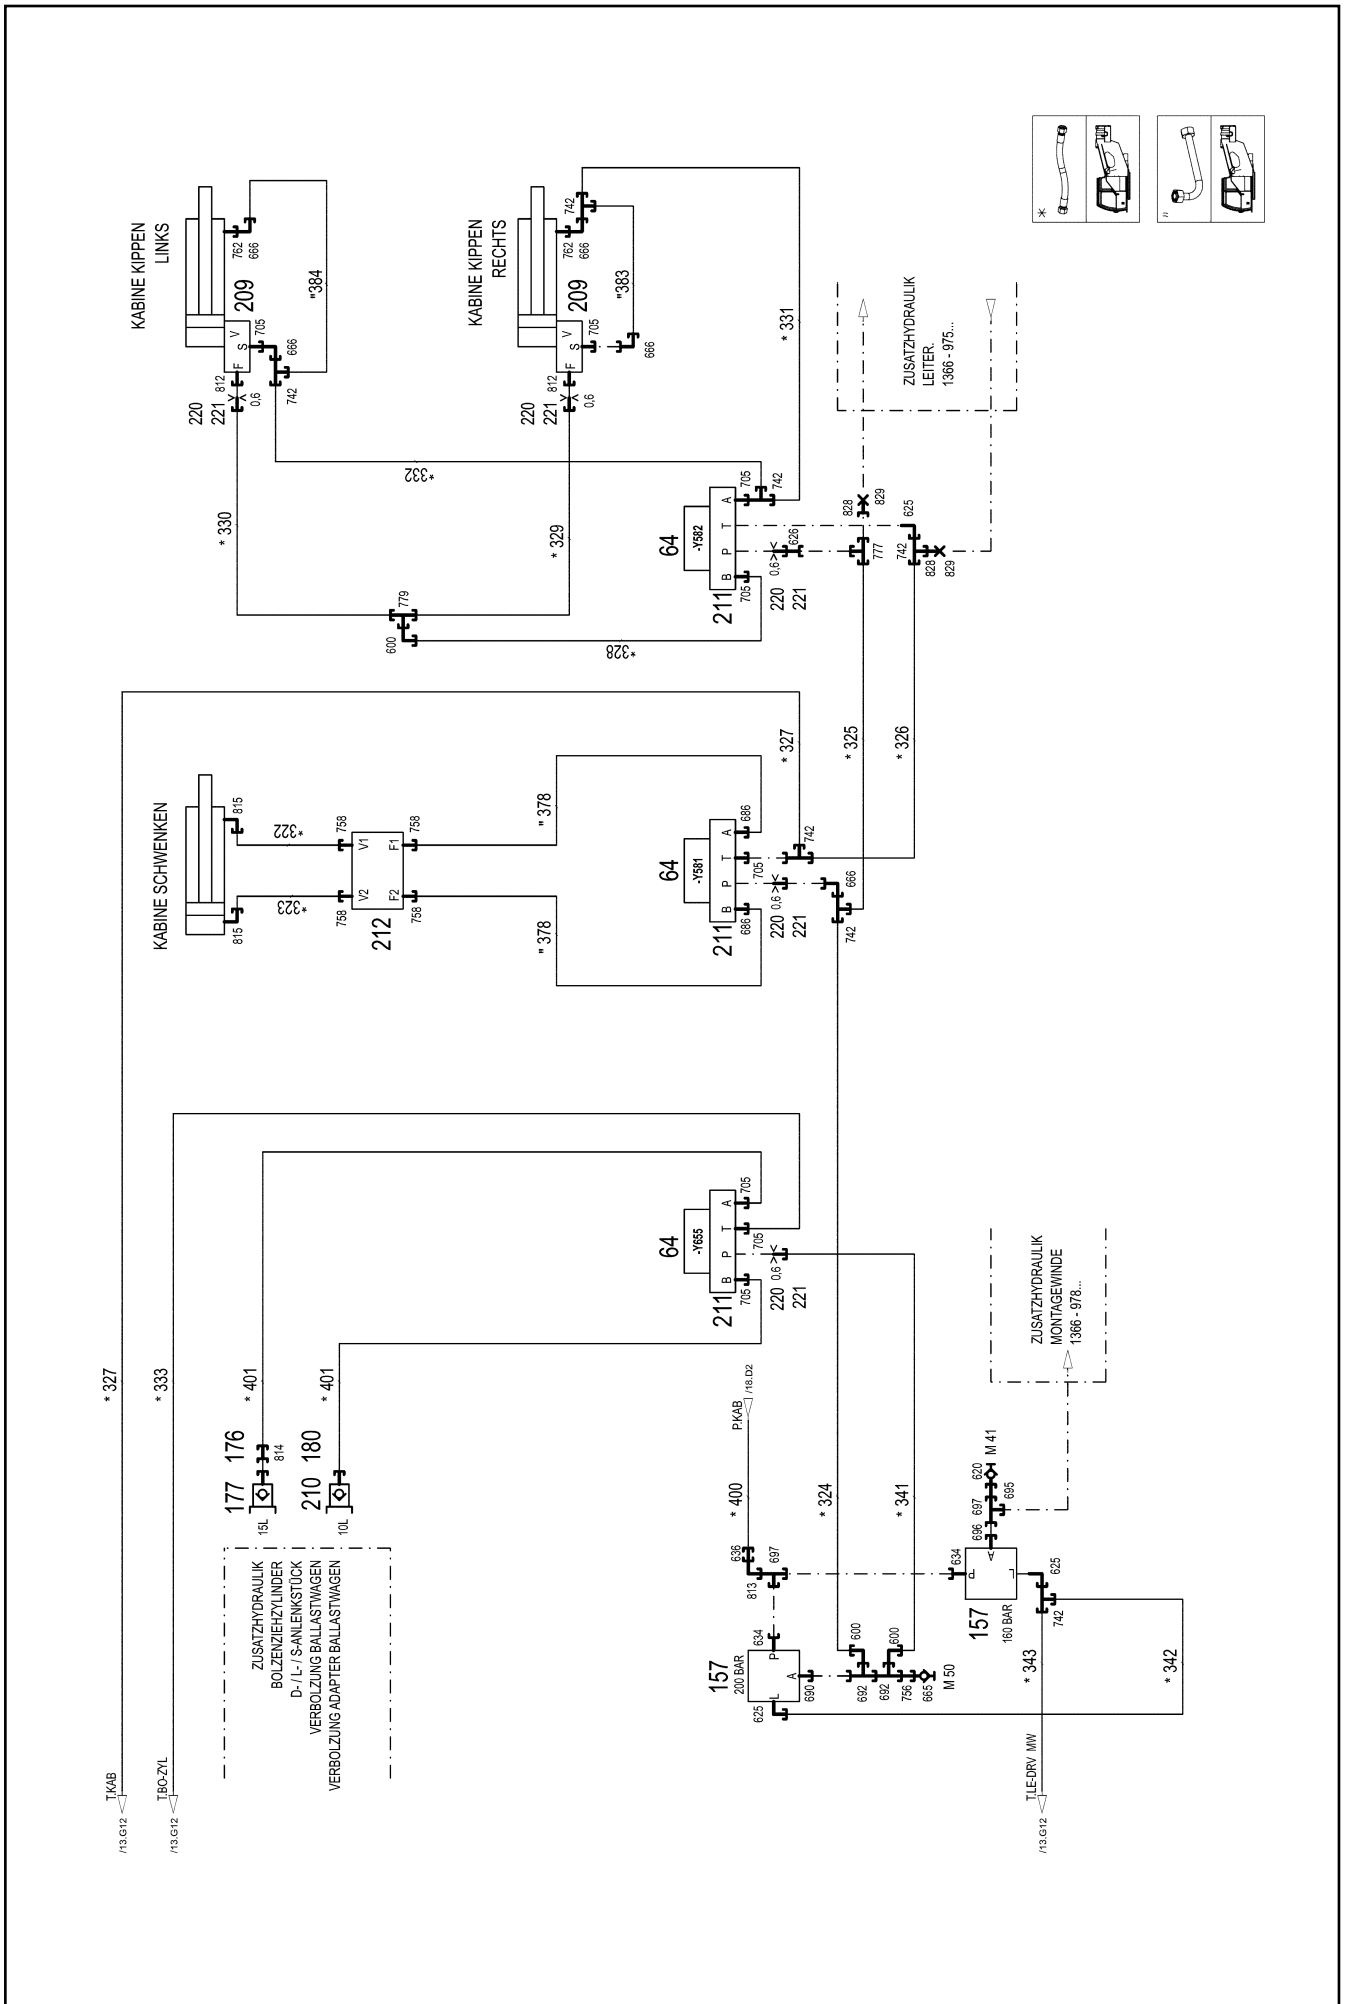 KABINE KIPPEN
LINKS
762
666
"384
209
V
S
F
705
666
742
812
220
221
0,6
KABINE KIPPEN
RECHTS
742
762
666
"383
209
V
S
F
705
666
812
220
221
0,6
* 331
*
"
ZUSATZHYDRAULIK
LEITER.
1366 - 975...
*332
* 330
* 329
779
600
*328
64
-Y582
211
A
T
P
B
705
742
705
0,6
626
220
221
828
829
777
625
742
828
829
* 327
* 325
* 326
KABINE SCHWENKEN
815
815
*322
*323
758
758
V1
V2
F1
F2
758
758
212
" 378
" 378
64
-Y581
211
A
T
P
B
686
705
686
0,6
220
221
742
666
742
64
-Y655
211
A
T
P
B
705
705
705
0,6
220
221
* 327
* 333
* 401
* 401
177
176
814
15L
210
180
10L
ZUSATZHYDRAULIK
BOLZENZIEHZYLINDER
D- / L- / S-ANLENKSTÜCK
VERBOLZUNG BALLASTWAGEN
VERBOLZUNG ADAPTER BALLASTWAGEN
P.KAB
/18.D2
* 400
* 324
* 341
636
697
813
634
157
200 BAR
P
L
A
625
690
600
600
692
692
756
665
M 50
ZUSATZHYDRAULIK
MONTAGEWINDE
1366 - 978...
M 41
620
695
697
696
634
A
P
L
157
160 BAR
625
742
* 343
* 342
T.KAB
/13.G12
T.BO-ZYL
/13.G12
T.LE-DRV MW
/13.G12